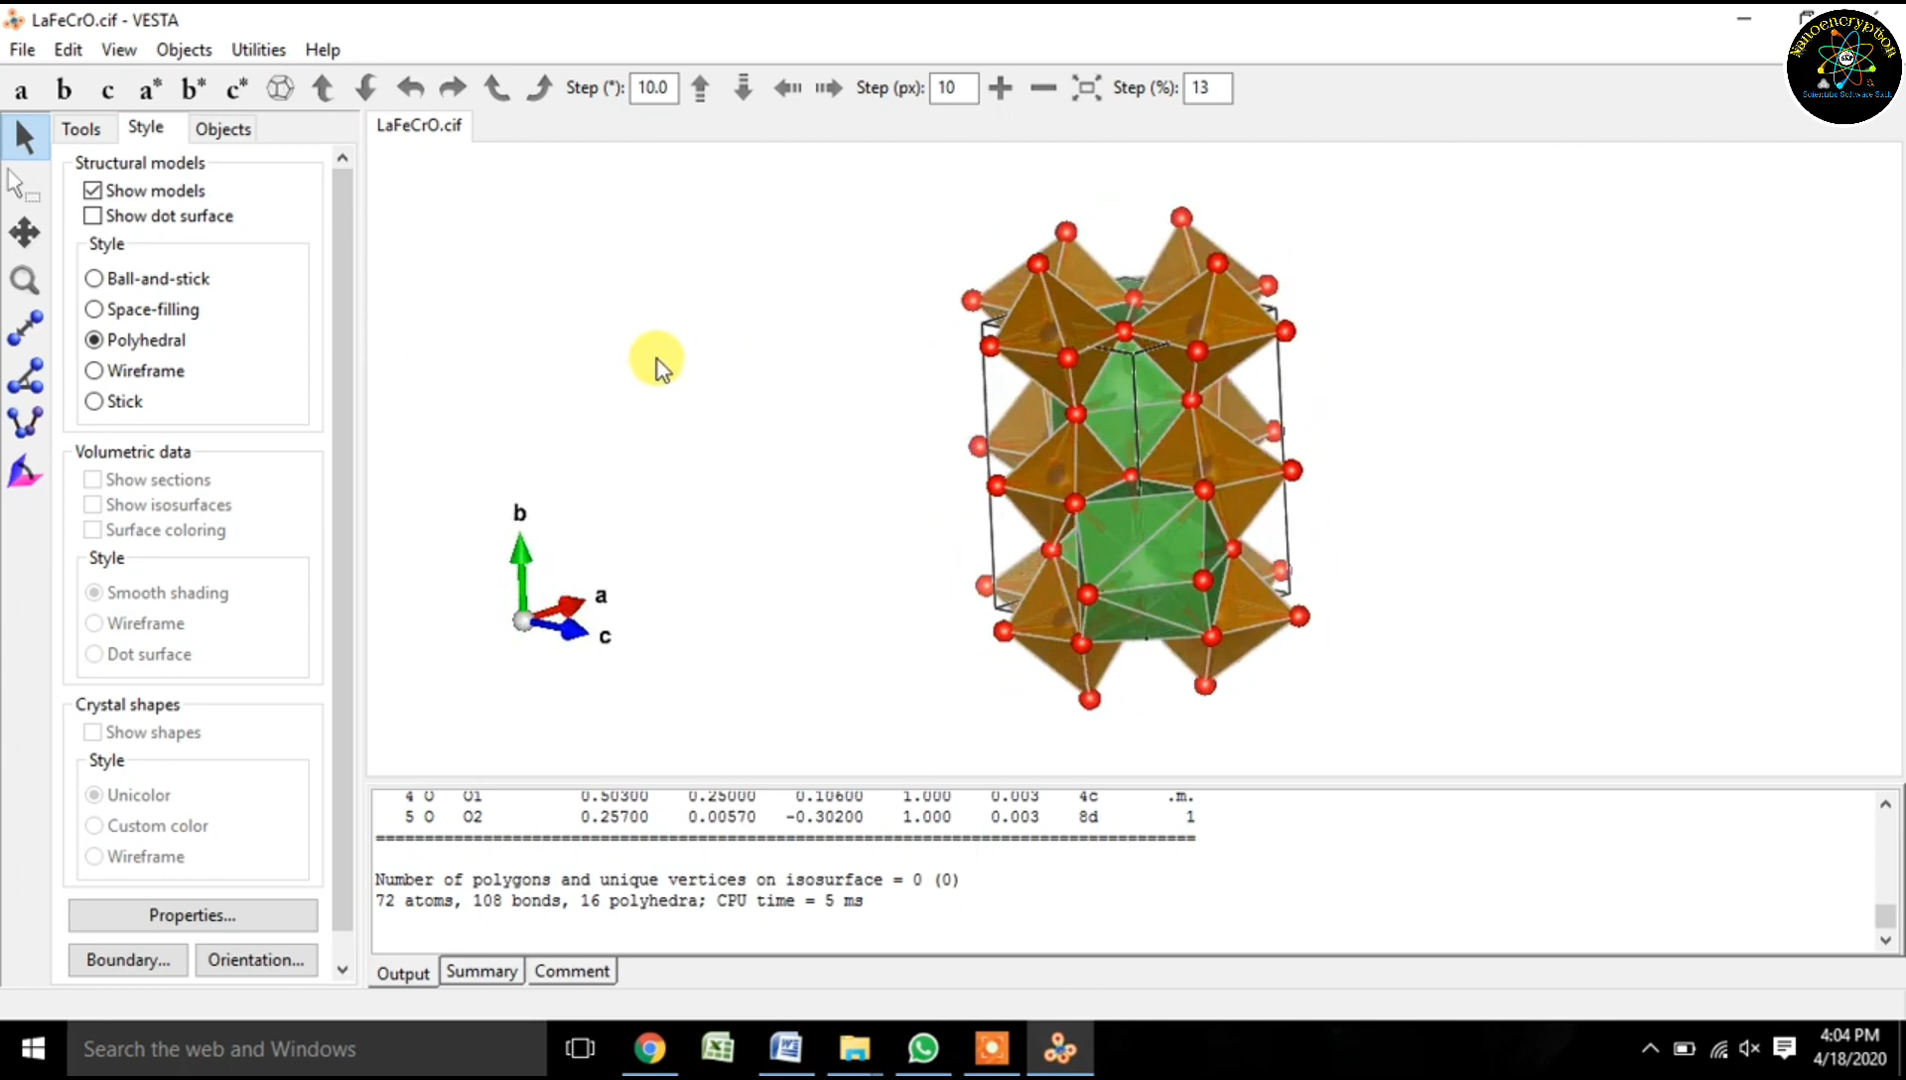 LaFeCrO.cif - VESTA
File Edit View Objects Utilities Help
a b c a* b* c* Step (°): 10.0 Step (px): 10 Step (%): 13
Nanoencryption
Scientific Software Skill
Tools Style Objects
LaFeCrO.cif
Structural models
Show models
Show dot surface
Style
Ball-and-stick
Space-filling
Polyhedral
Wireframe
Stick
Volumetric data
Show sections
Show isosurfaces
Surface coloring
Style
Smooth shading
Wireframe
Dot surface
Crystal shapes
Show shapes
Style
Unicolor
Custom color
Wireframe
Properties...
Boundary... Orientation...
b
a
c
4 O O1 0.50300 0.25000 0.10600 1.000 0.003 4c .m.
5 O O2 0.25700 0.00570 -0.30200 1.000 0.003 8d 1
Number of polygons and unique vertices on isosurface = 0 (0)
72 atoms, 108 bonds, 16 polyhedra; CPU time = 5 ms
Output Summary Comment
Search the web and Windows
4:04 PM
4/18/2020